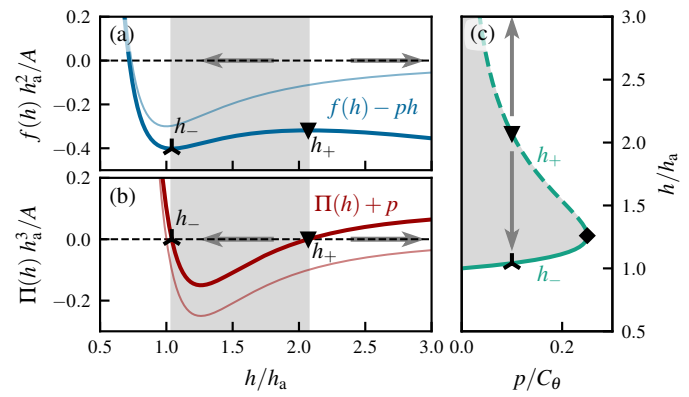 (a)
0.2
0.0
−0.2
−0.4
f(h) h_a^2/A
h_−
h_+
f(h) − ph
(b)
0.2
0.0
−0.2
Π(h) h_a^3/A
h_−
h_+
Π(h) + p
0.5 1.0 1.5 2.0 2.5 3.0
h/h_a
(c)
3.0
2.5
2.0
1.5
1.0
0.5
h/h_a
h_+
h_−
0.0 0.2
p/C_θ